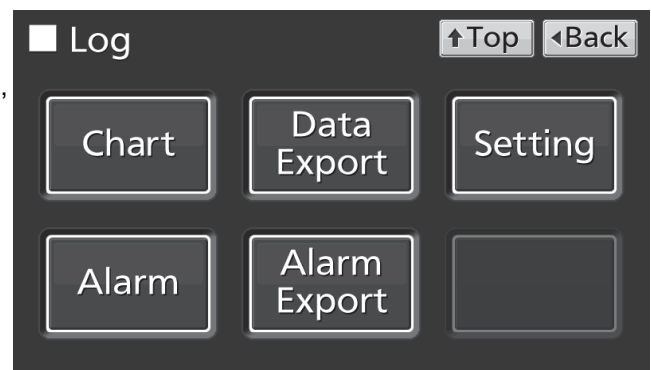 Log
↑Top
◂Back
,
Chart
Data
Export
Setting
Alarm
Alarm
Export